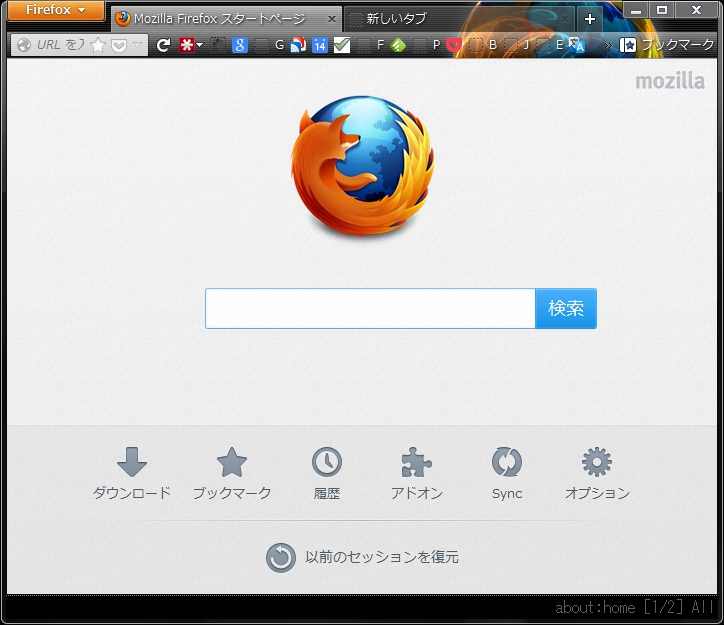 Firefox
Mozilla Firefox スタートページ
新しいタブ
URL を
8 G 14 F P B J E ブックマーク
mozilla
検索
ダウンロード ブックマーク 履歴 アドオン Sync オプション
以前のセッションを復元
about:home [1/2] All